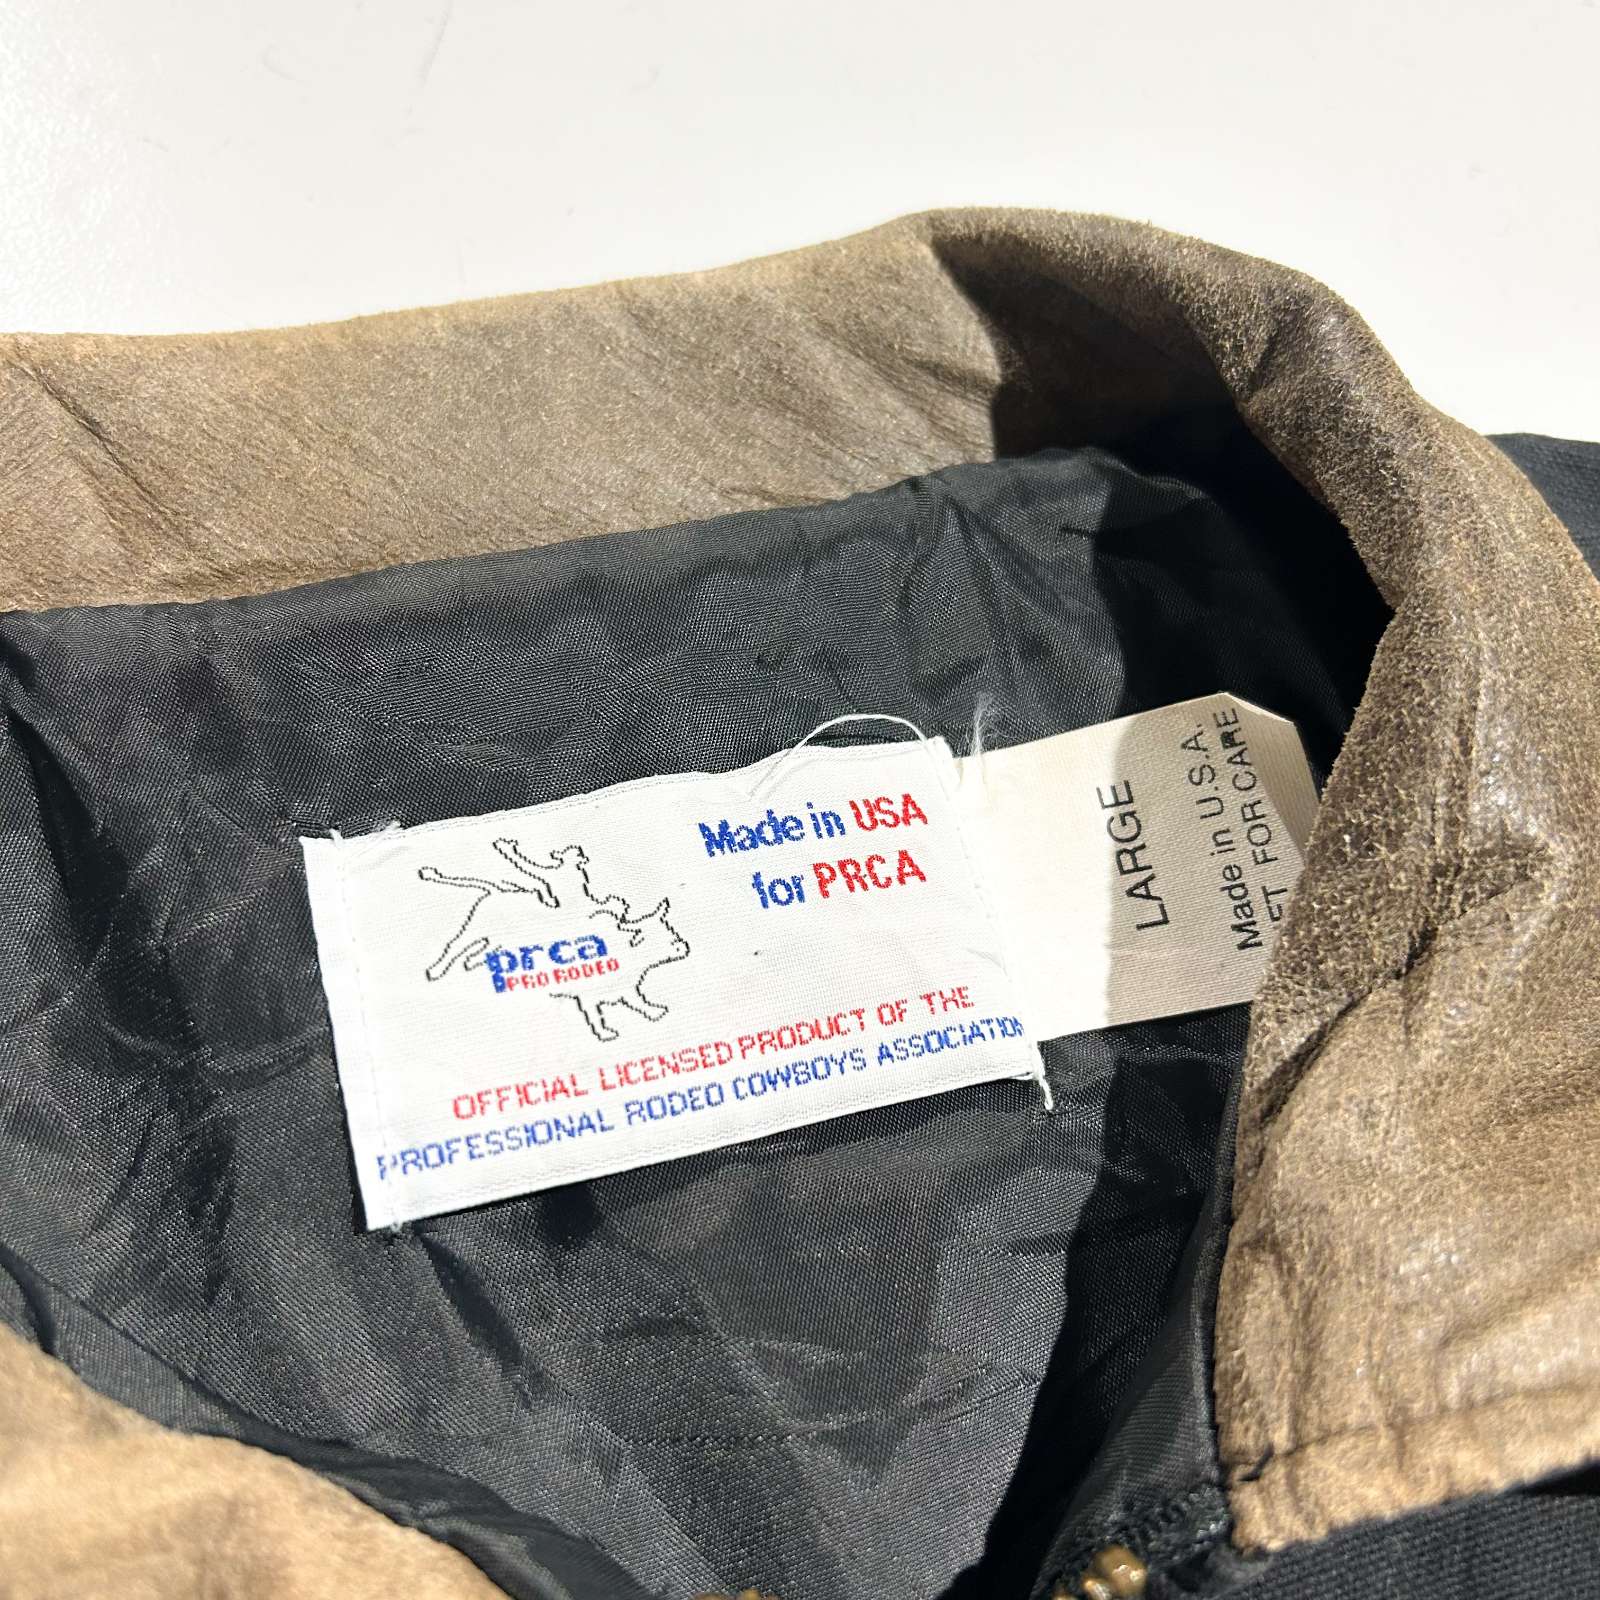 Made in USA
for PRCA
prca
PRO RODEO
OFFICIAL LICENSED PRODUCT OF THE
PROFESSIONAL RODEO COWBOYS ASSOCIATION
LARGE
Made in U.S.A.
FOR CARE